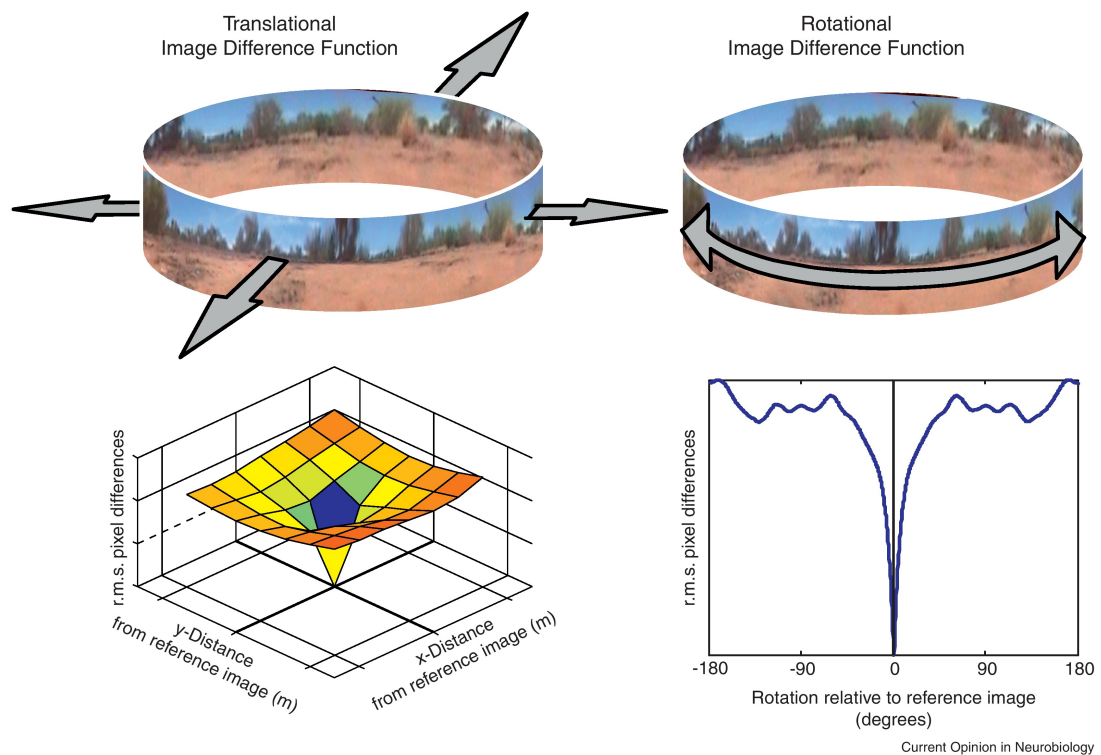 Translational
Image Difference Function
Rotational
Image Difference Function
r.m.s. pixel differences
y-Distance
from reference image (m)
x-Distance
from reference image (m)
r.m.s. pixel differences
-180
-90
0
90
180
Rotation relative to reference image
(degrees)
Current Opinion in Neurobiology